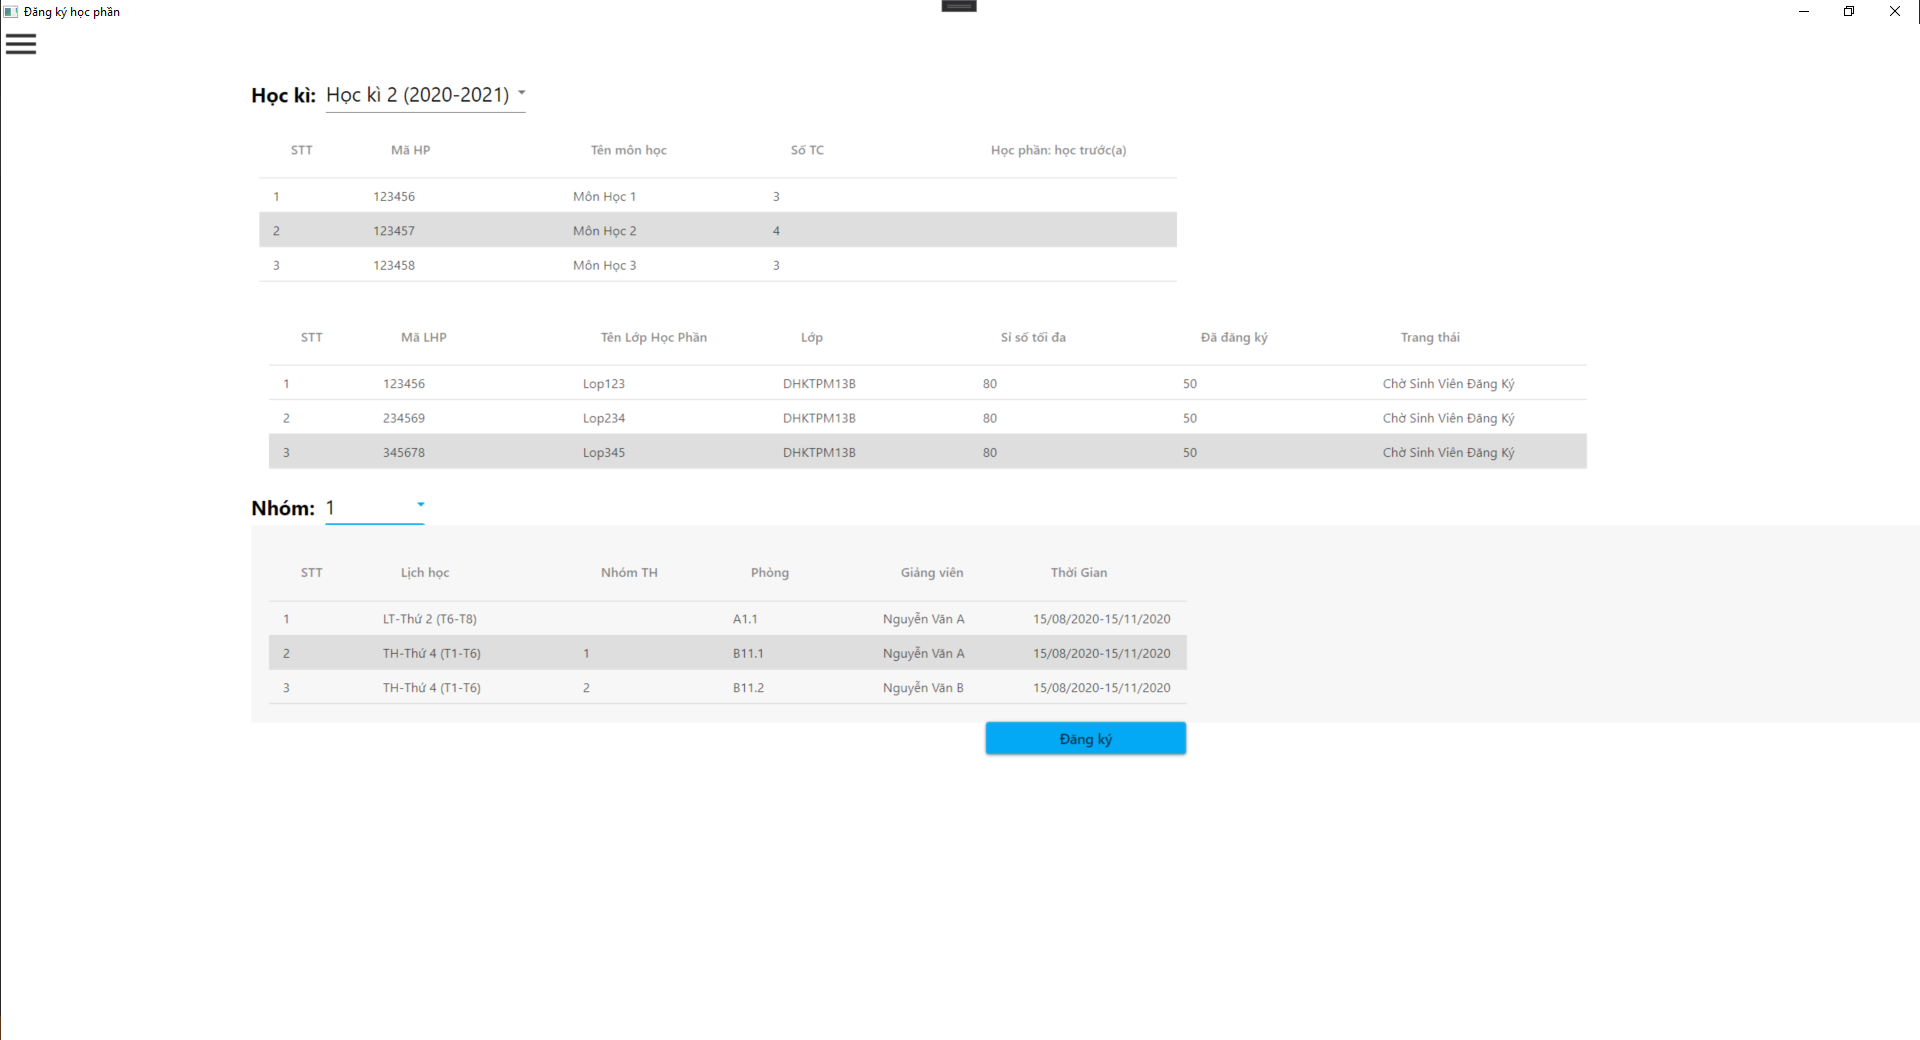 Đăng ký học phần
Học kì: Học kì 2 (2020-2021)
STT Mã HP Tên môn học Số TC Học phần: học trước(a)
1 123456 Môn Học 1 3
2 123457 Môn Học 2 4
3 123458 Môn Học 3 3
STT Mã LHP Tên Lớp Học Phần Lớp Sỉ số tối đa Đã đăng ký Trang thái
1 123456 Lop123 DHKTPM13B 80 50 Chờ Sinh Viên Đăng Ký
2 234569 Lop234 DHKTPM13B 80 50 Chờ Sinh Viên Đăng Ký
3 345678 Lop345 DHKTPM13B 80 50 Chờ Sinh Viên Đăng Ký
Nhóm: 1
STT Lịch học Nhóm TH Phòng Giảng viên Thời Gian
1 LT-Thứ 2 (T6-T8) A1.1 Nguyễn Văn A 15/08/2020-15/11/2020
2 TH-Thứ 4 (T1-T6) 1 B11.1 Nguyễn Văn A 15/08/2020-15/11/2020
3 TH-Thứ 4 (T1-T6) 2 B11.2 Nguyễn Văn B 15/08/2020-15/11/2020
Đăng ký